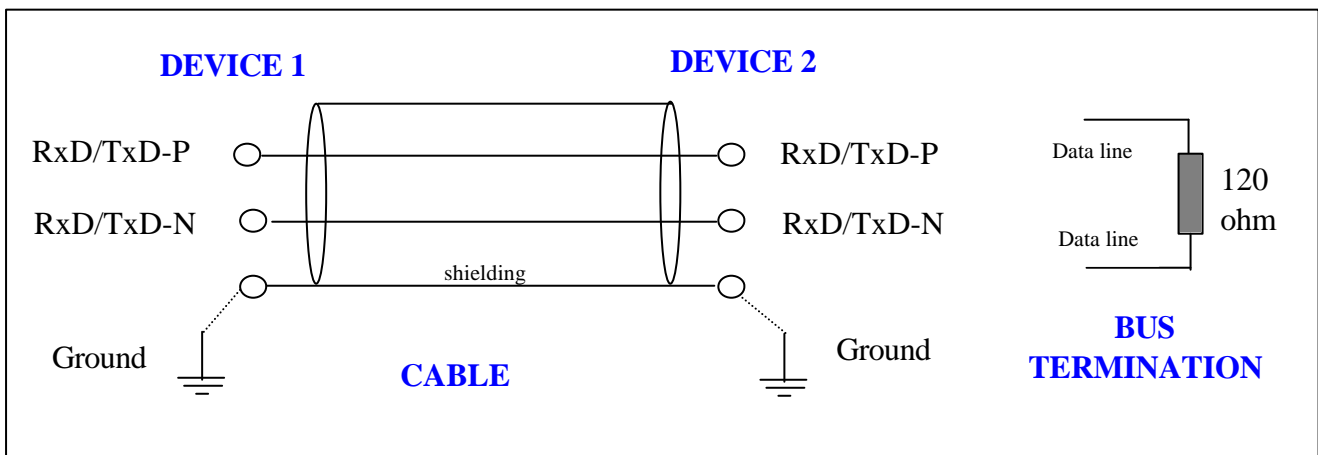 DEVICE 1
DEVICE 2
RxD/TxD-P
RxD/TxD-P
Data line
120
ohm
RxD/TxD-N
RxD/TxD-N
Data line
shielding
Ground
Ground
CABLE
BUS
TERMINATION